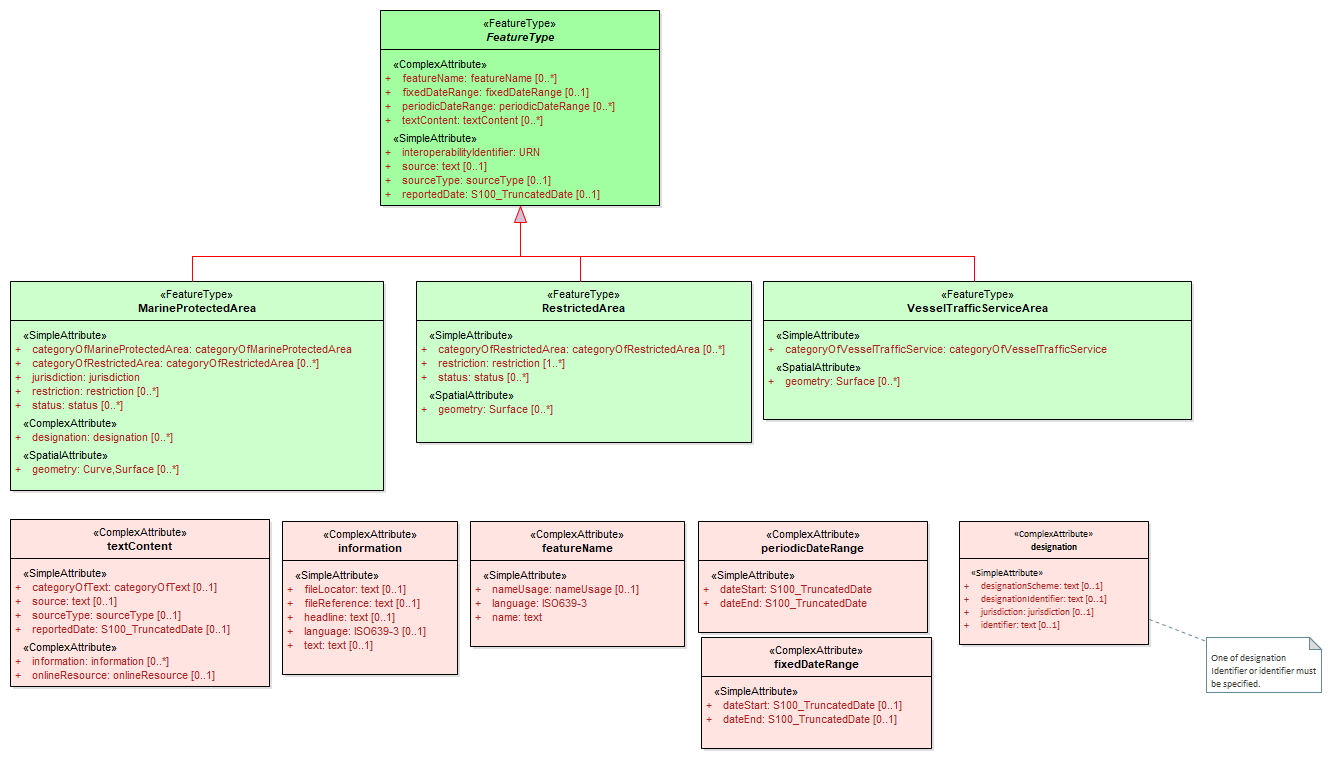 «FeatureType»
FeatureType
«ComplexAttribute»
+ featureName: featureName [0..*]
+ fixedDateRange: fixedDateRange [0..1]
+ periodicDateRange: periodicDateRange [0..*]
+ textContent: textContent [0..*]
«SimpleAttribute»
+ interoperabilityIdentifier: URN
+ source: text [0..1]
+ sourceType: sourceType [0..1]
+ reportedDate: S100_TruncatedDate [0..1]
«FeatureType»
MarineProtectedArea
«SimpleAttribute»
+ categoryOfMarineProtectedArea: categoryOfMarineProtectedArea
+ categoryOfRestrictedArea: categoryOfRestrictedArea [0..*]
+ jurisdiction: jurisdiction
+ restriction: restriction [0..*]
+ status: status [0..*]
«ComplexAttribute»
+ designation: designation [0..*]
«SpatialAttribute»
+ geometry: Curve,Surface [0..*]
«FeatureType»
RestrictedArea
«SimpleAttribute»
+ categoryOfRestrictedArea: categoryOfRestrictedArea [0..*]
+ restriction: restriction [1..*]
+ status: status [0..*]
«SpatialAttribute»
+ geometry: Surface [0..*]
«FeatureType»
VesselTrafficServiceArea
«SimpleAttribute»
+ categoryOfVesselTrafficService: categoryOfVesselTrafficService
«SpatialAttribute»
+ geometry: Surface [0..*]
«ComplexAttribute»
textContent
«SimpleAttribute»
+ categoryOfText: categoryOfText [0..1]
+ source: text [0..1]
+ sourceType: sourceType [0..1]
+ reportedDate: S100_TruncatedDate [0..1]
«ComplexAttribute»
+ information: information [0..*]
+ onlineResource: onlineResource [0..1]
«ComplexAttribute»
information
«SimpleAttribute»
+ fileLocator: text [0..1]
+ fileReference: text [0..1]
+ headline: text [0..1]
+ language: ISO639-3 [0..1]
+ text: text [0..1]
«ComplexAttribute»
featureName
«SimpleAttribute»
+ nameUsage: nameUsage [0..1]
+ language: ISO639-3
+ name: text
«ComplexAttribute»
periodicDateRange
«SimpleAttribute»
+ dateStart: S100_TruncatedDate
+ dateEnd: S100_TruncatedDate
«ComplexAttribute»
fixedDateRange
«SimpleAttribute»
+ dateStart: S100_TruncatedDate [0..1]
+ dateEnd: S100_TruncatedDate [0..1]
«ComplexAttribute»
designation
«SimpleAttribute»
+ designationScheme: text [0..1]
+ designationIdentifier: text [0..1]
+ jurisdiction: jurisdiction [0..1]
+ identifier: text [0..1]
One of designation
Identifier or identifier must
be specified.